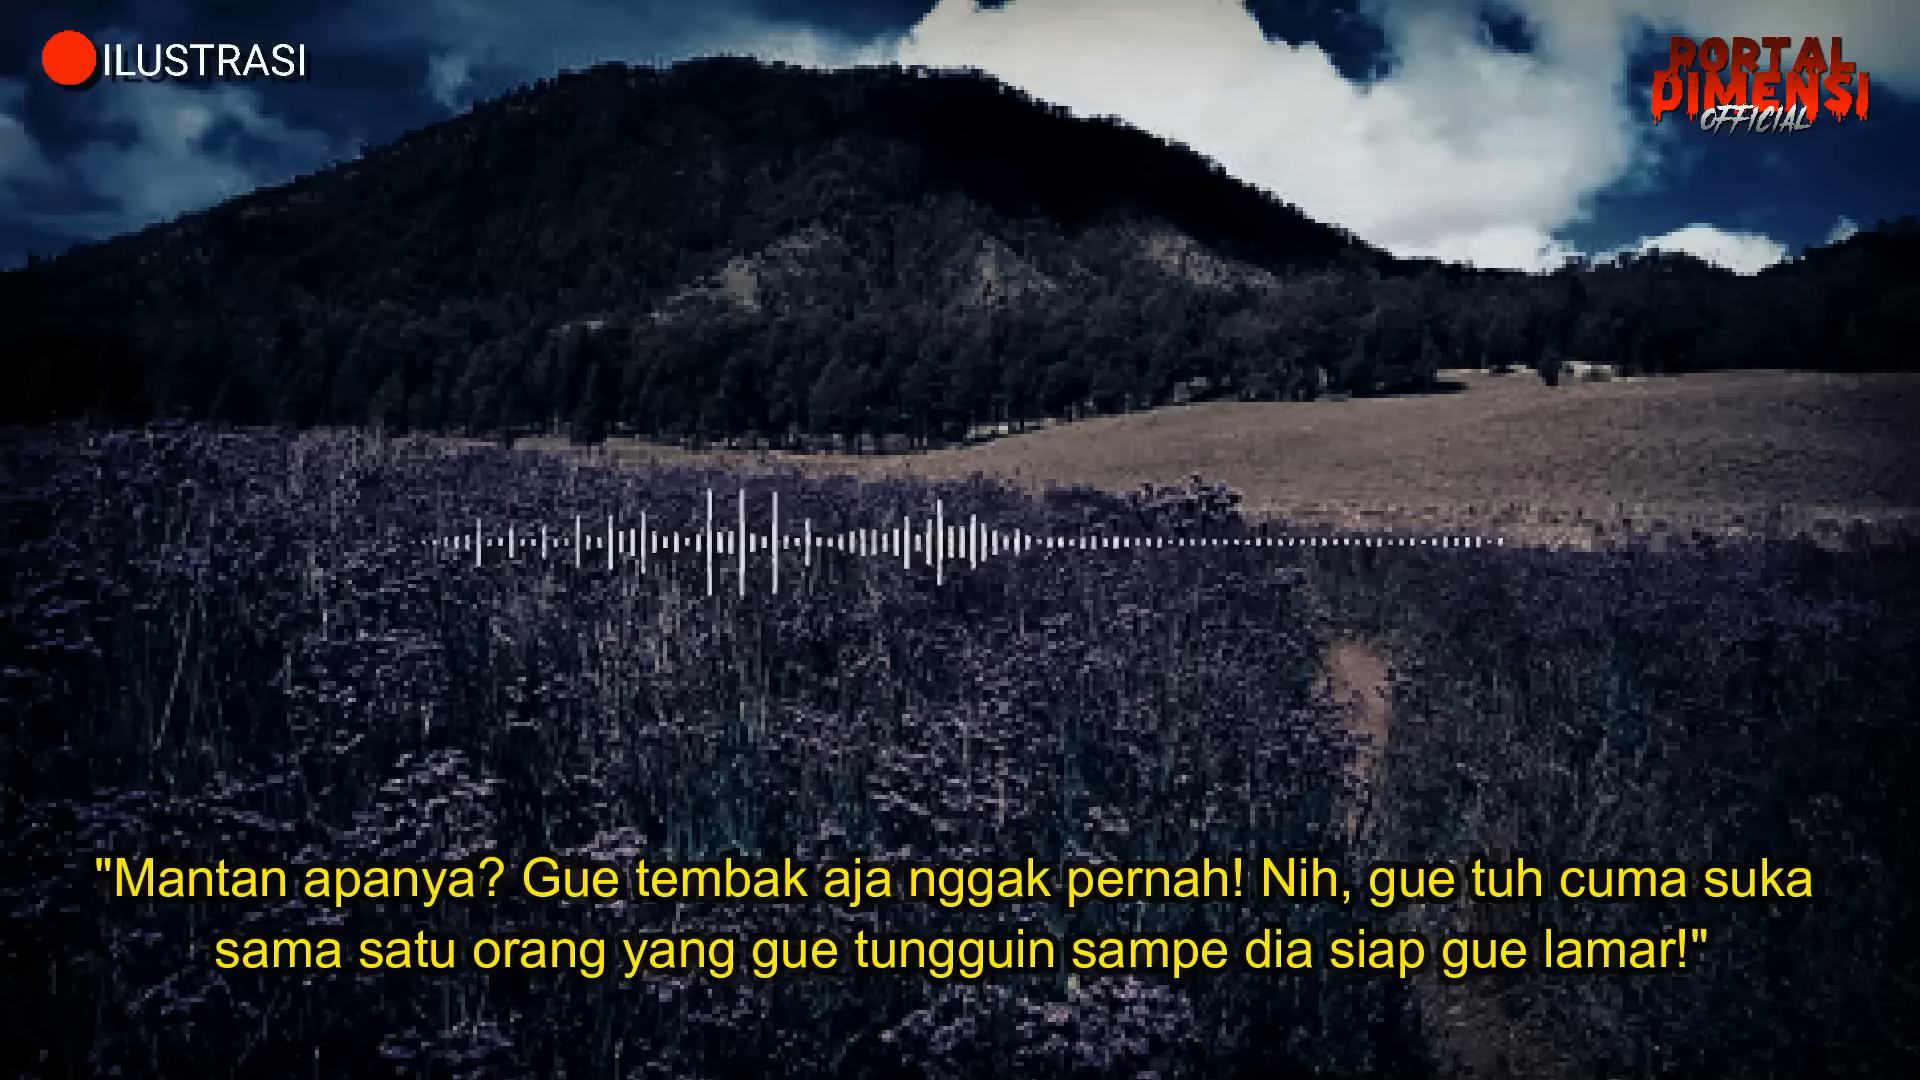 ILUSTRASI
PORTAL
DIMENSI
OFFICIAL
"Mantan apanya? Gue tembak aja nggak pernah! Nih, gue tuh cuma suka
sama satu orang yang gue tungguin sampe dia siap gue lamar!"